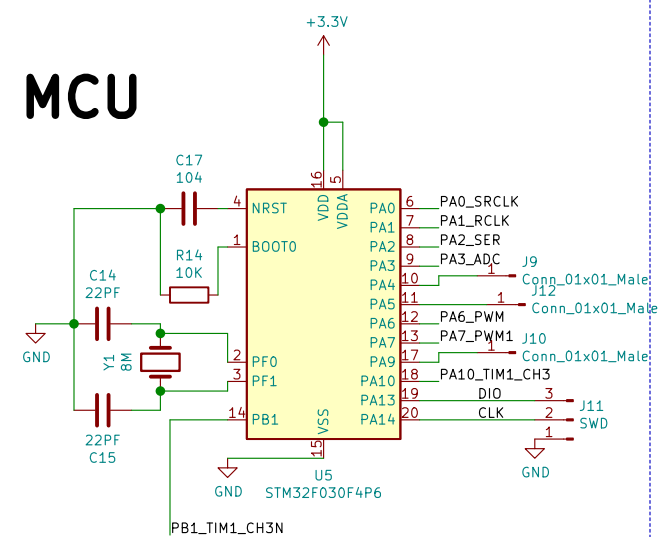 +3.3V
MCU
C17
104
16
5
4
NRST
VDD
VDDA
PA0
6
PA0_SRCLK
PA1
7
PA1_RCLK
1
BOOT0
PA2
8
PA2_SER
R14
10K
PA3
9
PA3_ADC
PA4
10
1
J9
Conn_01x01_Male
C14
22PF
PA5
11
1
J12
Conn_01x01_Male
PA6
12
PA6_PWM
PA7
13
PA7_PWM1
GND
Y1
8M
2
PF0
PA9
17
1
J10
Conn_01x01_Male
3
PF1
PA10
18
PA10_TIM1_CH3
PA13
19
DIO
3
J11
SWD
14
PB1
PA14
20
CLK
2
1
VSS
15
22PF
C15
GND
GND
U5
STM32F030F4P6
PB1_TIM1_CH3N